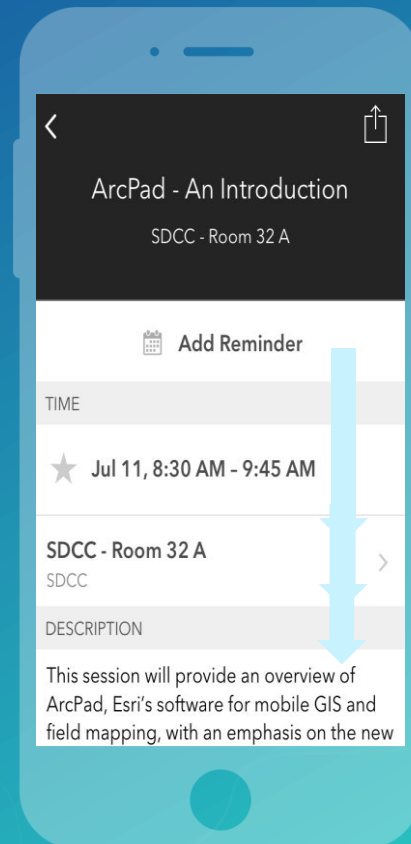 ArcPad - An Introduction
SDCC - Room 32 A
Add Reminder
TIME
Jul 11, 8:30 AM – 9:45 AM
SDCC - Room 32 A
SDCC
DESCRIPTION
This session will provide an overview of
ArcPad, Esri's software for mobile GIS and
field mapping, with an emphasis on the new